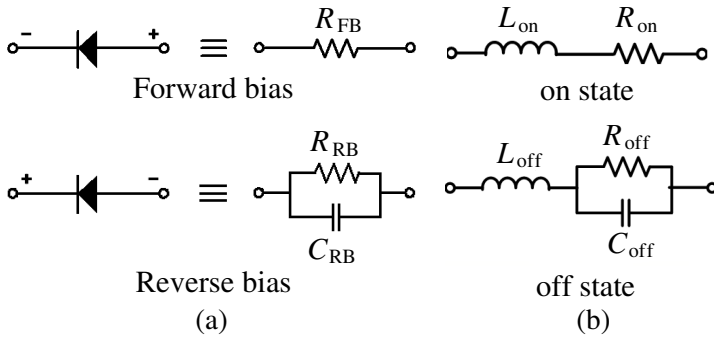 - + ≡ R_FB L_on R_on
Forward bias on state
+ - ≡ R_RB C_RB L_off R_off C_off
Reverse bias off state
(a) (b)